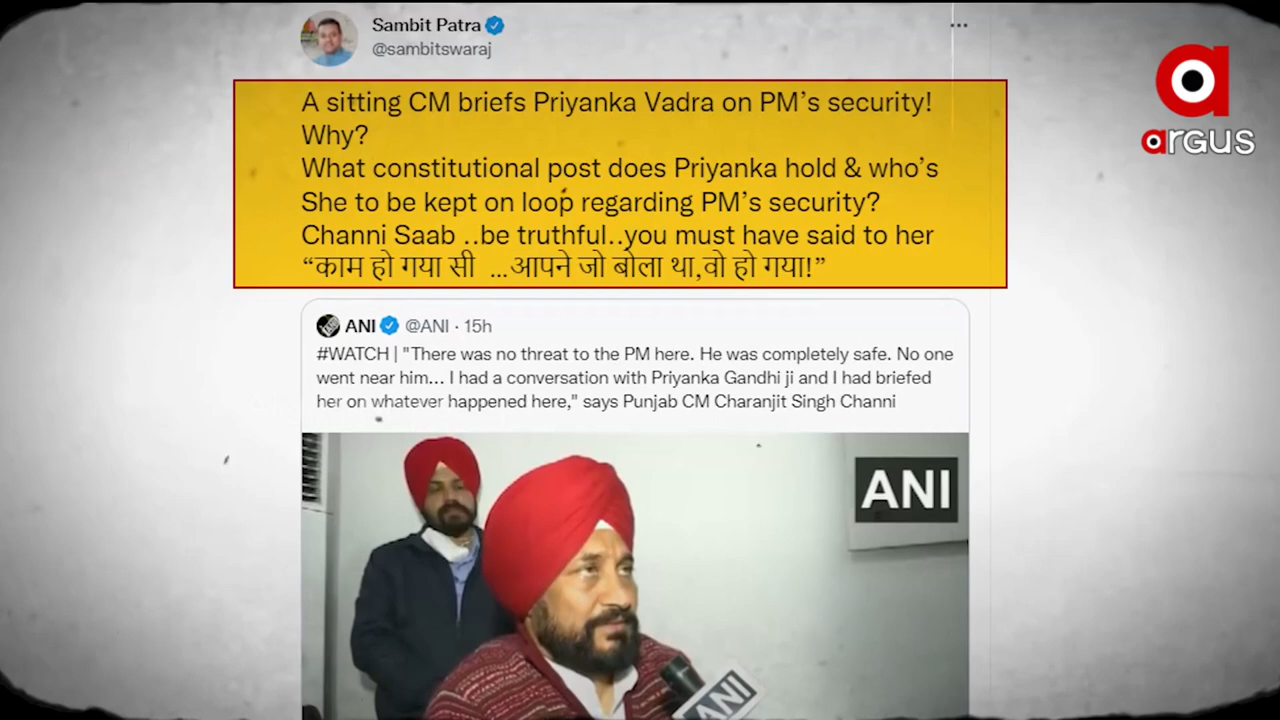 Sambit Patra
@sambitswaraj
...
argus
A sitting CM briefs Priyanka Vadra on PM’s security!
Why?
What constitutional post does Priyanka hold & who’s
She to be kept on loop regarding PM’s security?
Channi Saab ..be truthful..you must have said to her
“काम हो गया सी ...आपने जो बोला था,वो हो गया!”
ANI @ANI · 15h
#WATCH | "There was no threat to the PM here. He was completely safe. No one
went near him... I had a conversation with Priyanka Gandhi ji and I had briefed
her on whatever happened here," says Punjab CM Charanjit Singh Channi
ANI
ANI